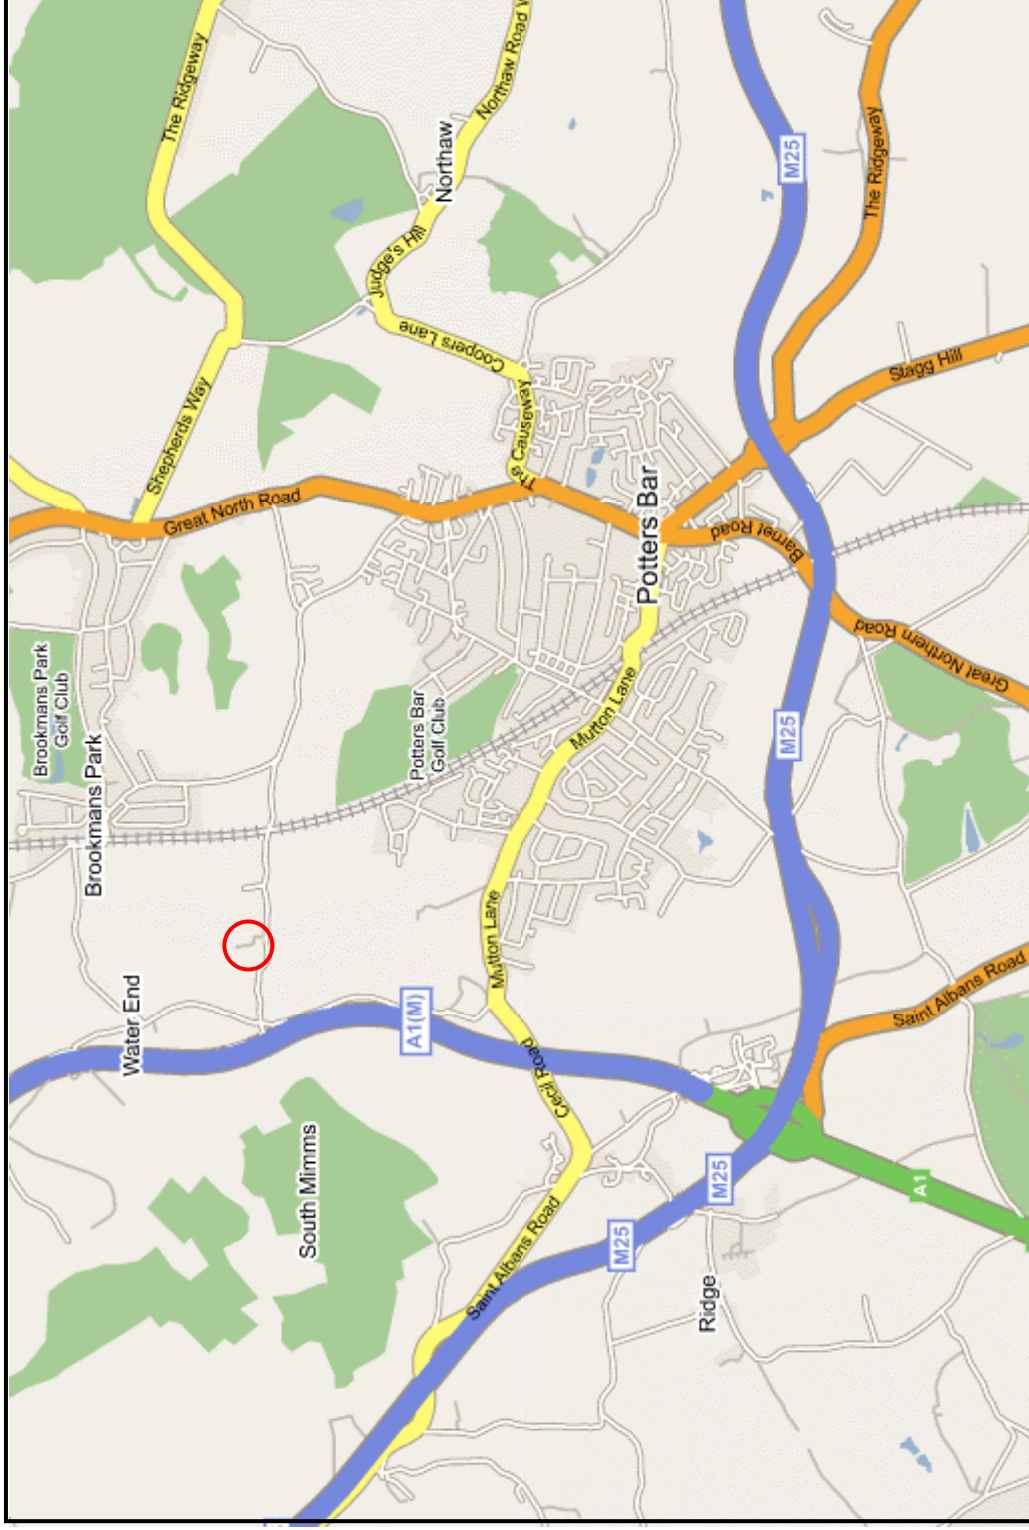 The Ridgeway
Northaw Road W
Northaw
Judge's Hill
Coopers Lane
The Causeway
Shepherds Way
Great North Road
M25
The Ridgeway
Stagg Hill
Potters Bar
Barnet Road
Great Northern Road
Brookmans Park
Golf Club
Brookmans Park
Potters Bar
Golf Club
Mutton Lane
M25
Mutton Lane
Water End
A1(M)
Cecil Road
Saint Albans Road
South Mimms
Saint Albans Road
M25
M25
A1
Ridge